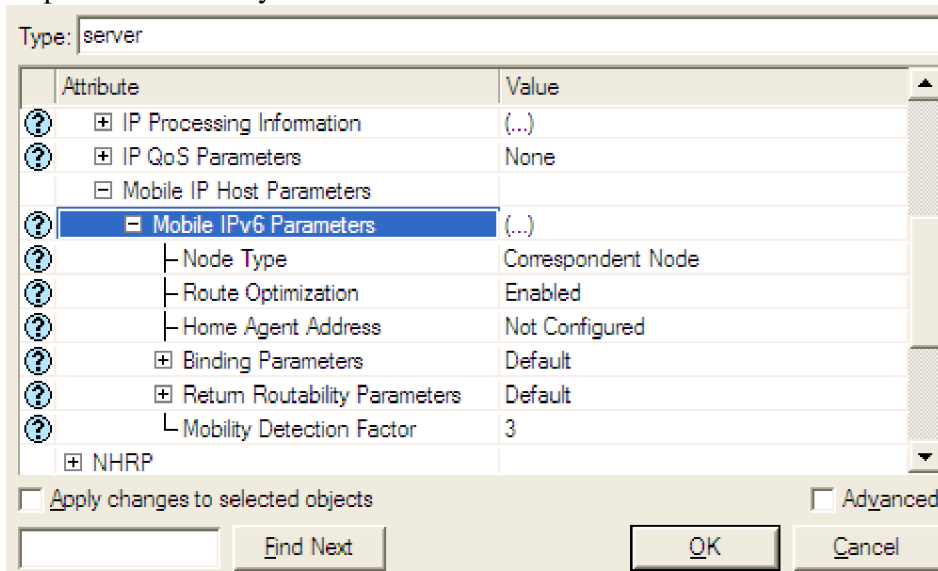 Type: server
Attribute Value
IP Processing Information (...)
IP QoS Parameters None
Mobile IP Host Parameters
Mobile IPv6 Parameters (...)
Node Type Correspondent Node
Route Optimization Enabled
Home Agent Address Not Configured
Binding Parameters Default
Return Routability Parameters Default
Mobility Detection Factor 3
NHRP
Apply changes to selected objects Advanced
Find Next OK Cancel